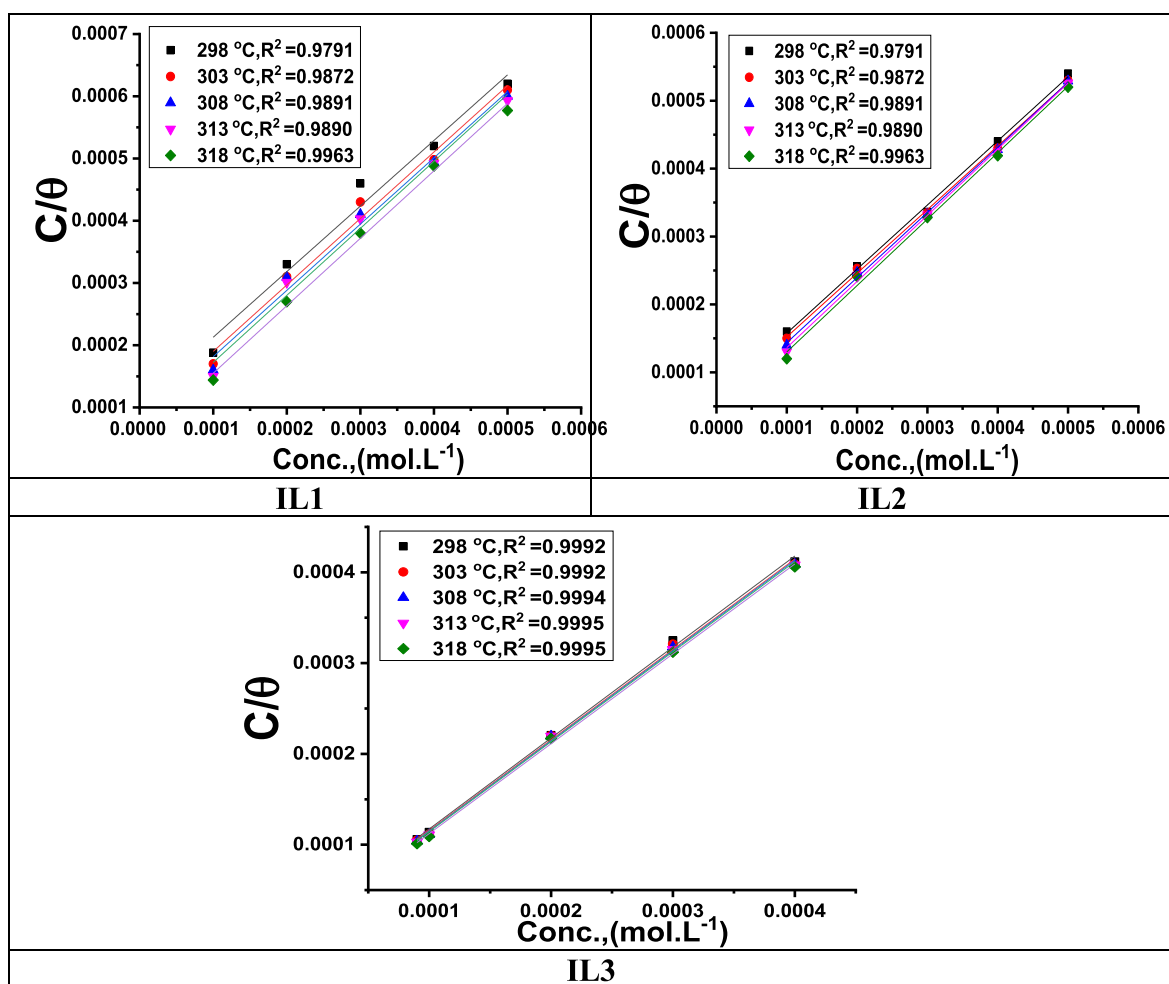 298 °C,R² =0.9791
303 °C,R² =0.9872
308 °C,R² =0.9891
313 °C,R² =0.9890
318 °C,R² =0.9963
0.0007
0.0006
0.0005
0.0004
0.0003
0.0002
0.0001
C/θ
0.0000 0.0001 0.0002 0.0003 0.0004 0.0005 0.0006
Conc.,(mol.L⁻¹)
IL1
298 °C,R² =0.9791
303 °C,R² =0.9872
308 °C,R² =0.9891
313 °C,R² =0.9890
318 °C,R² =0.9963
0.0006
0.0005
0.0004
0.0003
0.0002
0.0001
C/θ
0.0000 0.0001 0.0002 0.0003 0.0004 0.0005 0.0006
Conc.,(mol.L⁻¹)
IL2
298 °C,R² =0.9992
303 °C,R² =0.9992
308 °C,R² =0.9994
313 °C,R² =0.9995
318 °C,R² =0.9995
0.0004
0.0003
0.0002
0.0001
C/θ
0.0001 0.0002 0.0003 0.0004
Conc.,(mol.L⁻¹)
IL3